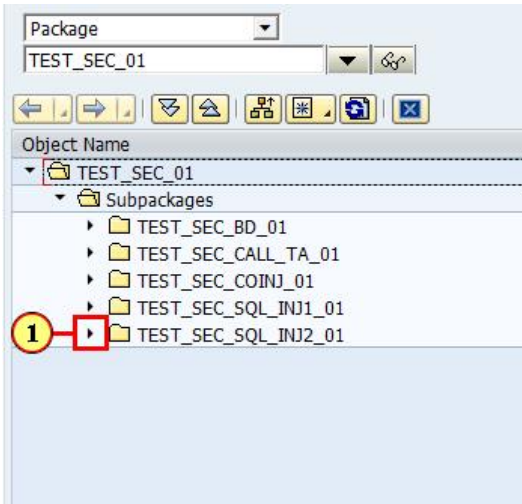 Package
TEST_SEC_01
Object Name
TEST_SEC_01
Subpackages
TEST_SEC_BD_01
TEST_SEC_CALL_TA_01
TEST_SEC_COINJ_01
TEST_SEC_SQL_INJ1_01
1 TEST_SEC_SQL_INJ2_01